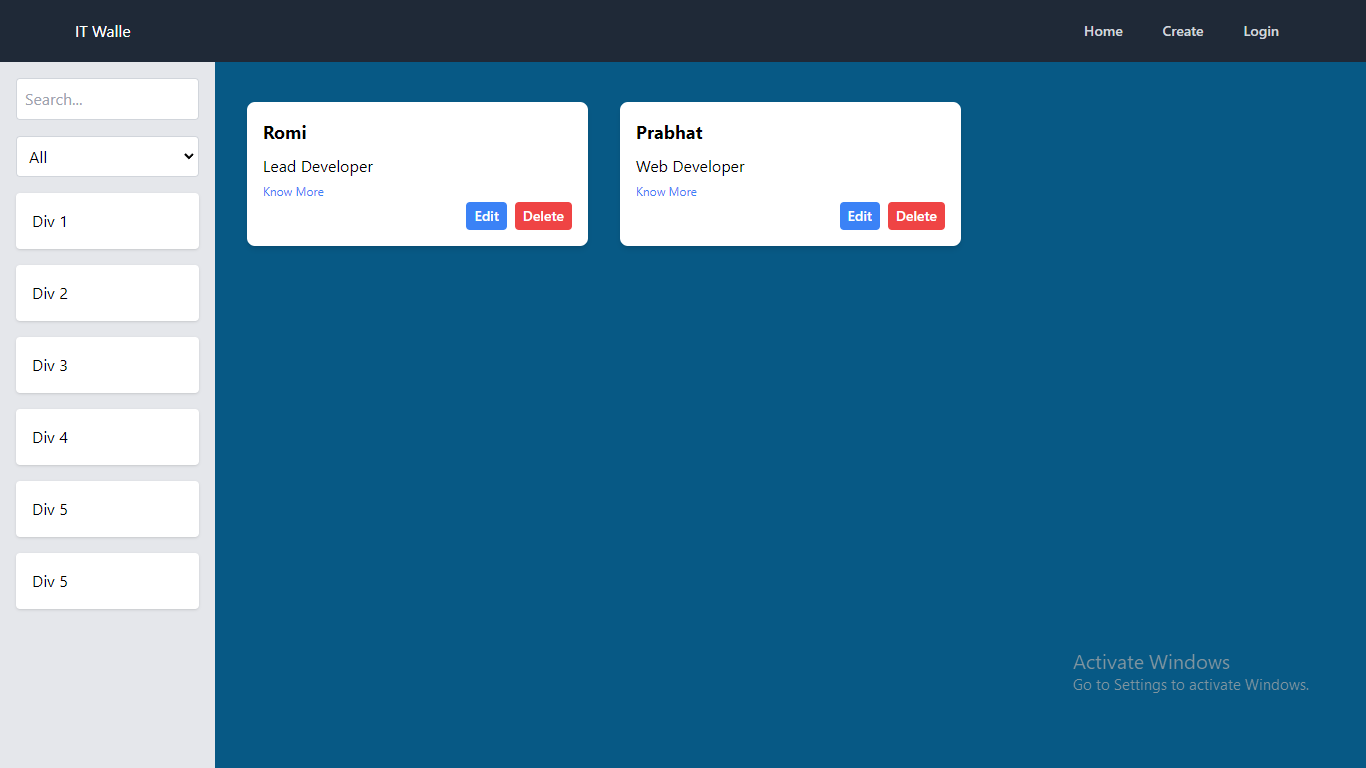 IT Walle
Home Create Login
Search...
All
Div 1
Div 2
Div 3
Div 4
Div 5
Div 5
Romi
Lead Developer
Know More
Edit Delete
Prabhat
Web Developer
Know More
Edit Delete
Activate Windows
Go to Settings to activate Windows.